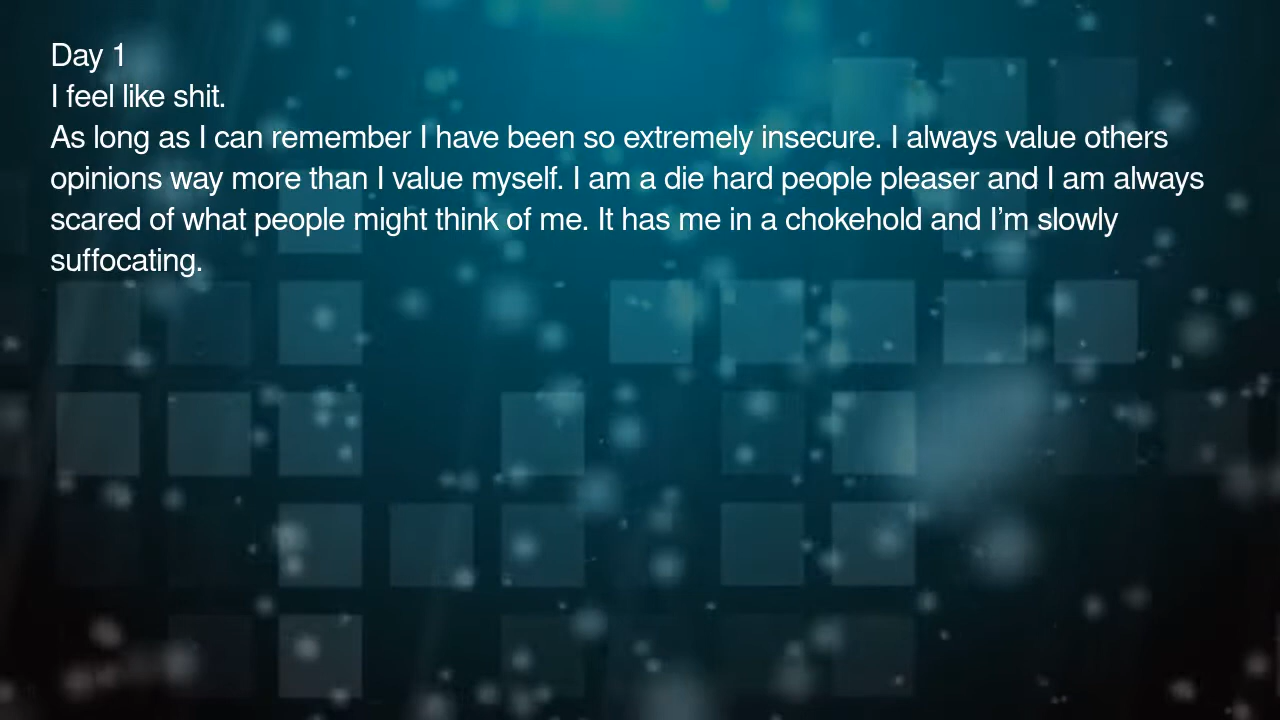 Day 1
I feel like shit.
As long as I can remember I have been so extremely insecure. I always value others
opinions way more than I value myself. I am a die hard people pleaser and I am always
scared of what people might think of me. It has me in a chokehold and I’m slowly
suffocating.